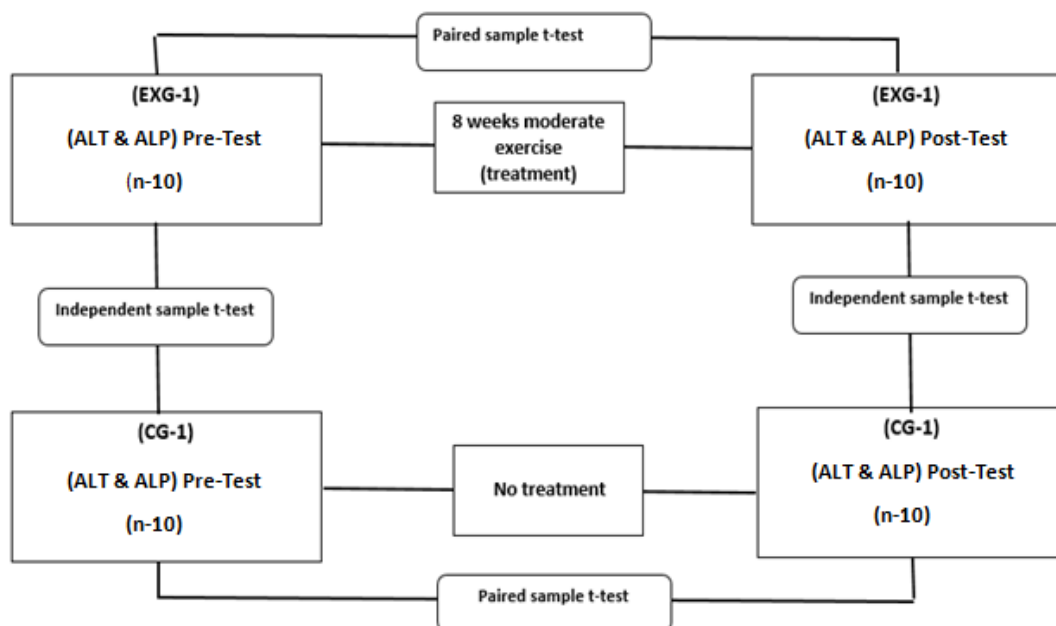 Paired sample t-test
(EXG-1)
(ALT & ALP) Pre-Test
(n-10)
8 weeks moderate
exercise
(treatment)
(EXG-1)
(ALT & ALP) Post-Test
(n-10)
Independent sample t-test
Independent sample t-test
(CG-1)
(ALT & ALP) Pre-Test
(n-10)
No treatment
(CG-1)
(ALT & ALP) Post-Test
(n-10)
Paired sample t-test